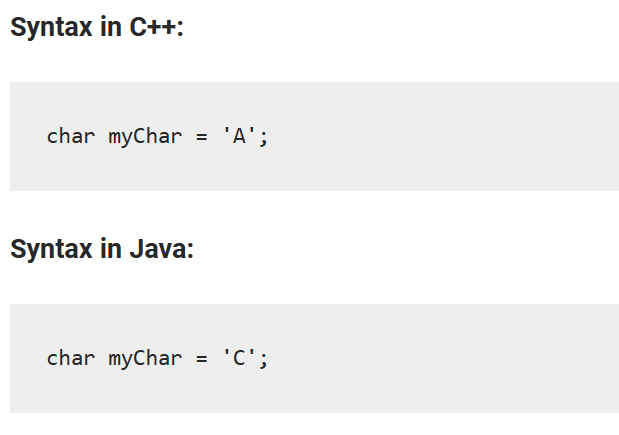 Syntax in C++:
char myChar = 'A';
Syntax in Java:
char myChar = 'C';